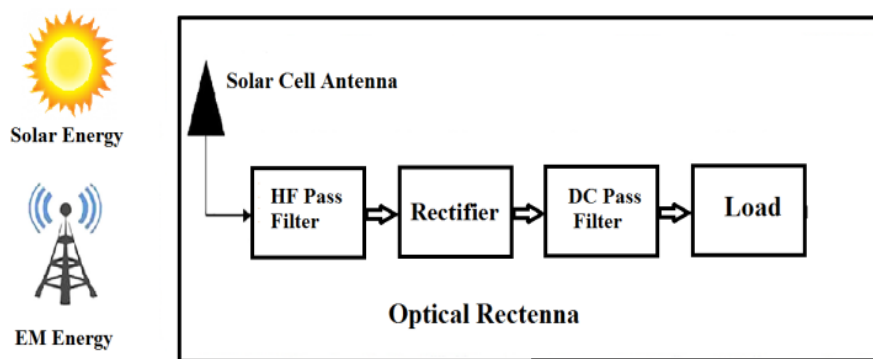 Solar Energy
EM Energy
Solar Cell Antenna
HF Pass
Filter
Rectifier
DC Pass
Filter
Load
Optical Rectenna